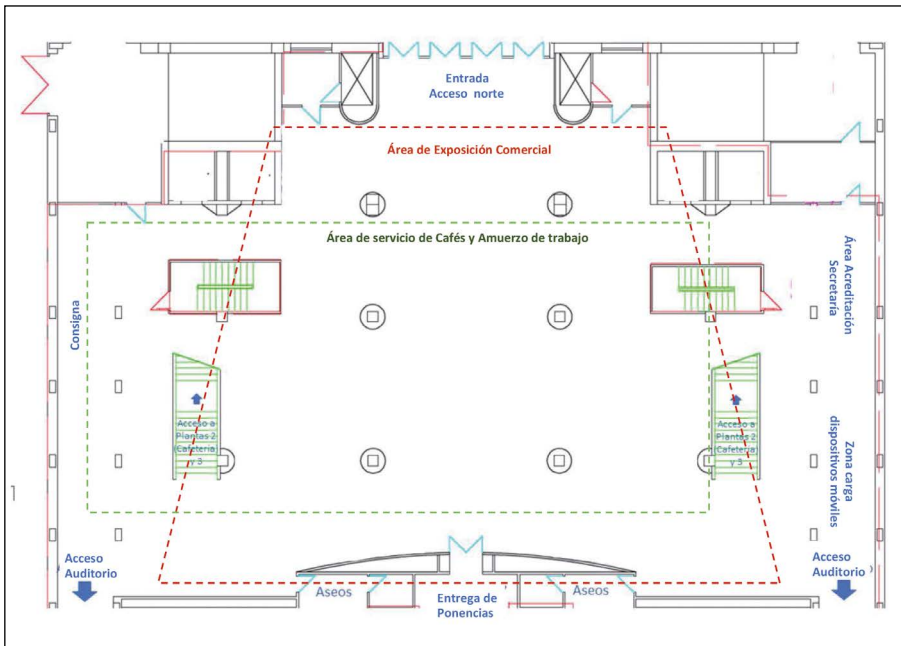 Entrada
Acceso norte
Área de Exposición Comercial
Área de servicio de Cafés y Amuerzo de trabajo
Consigna
Área Acreditación
Secretaría
Acceso a
Plantas 2
(Cafetería)
y 3
Acceso a
Plantas 2
(Cafetería)
y 3
Zona carga
dispositivos móviles
Acceso
Auditorio
Aseos
Entrega de
Ponencias
Aseos
Acceso
Auditorio